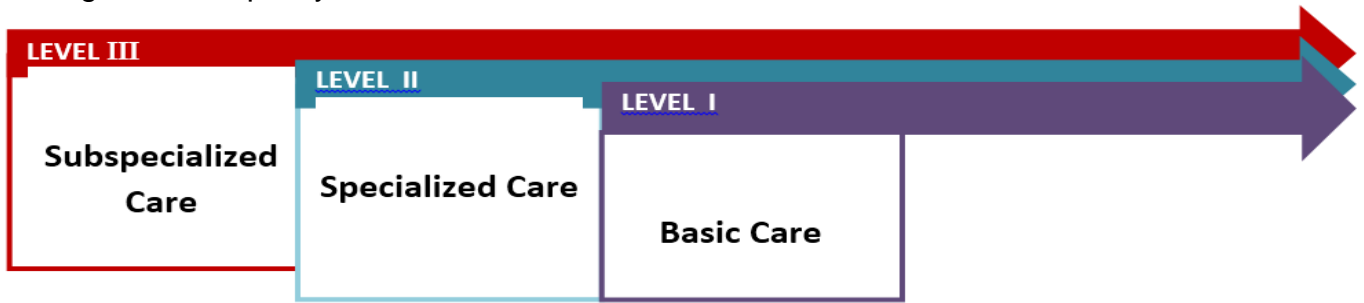 LEVEL III
Subspecialized
Care
LEVEL II
Specialized Care
LEVEL I
Basic Care